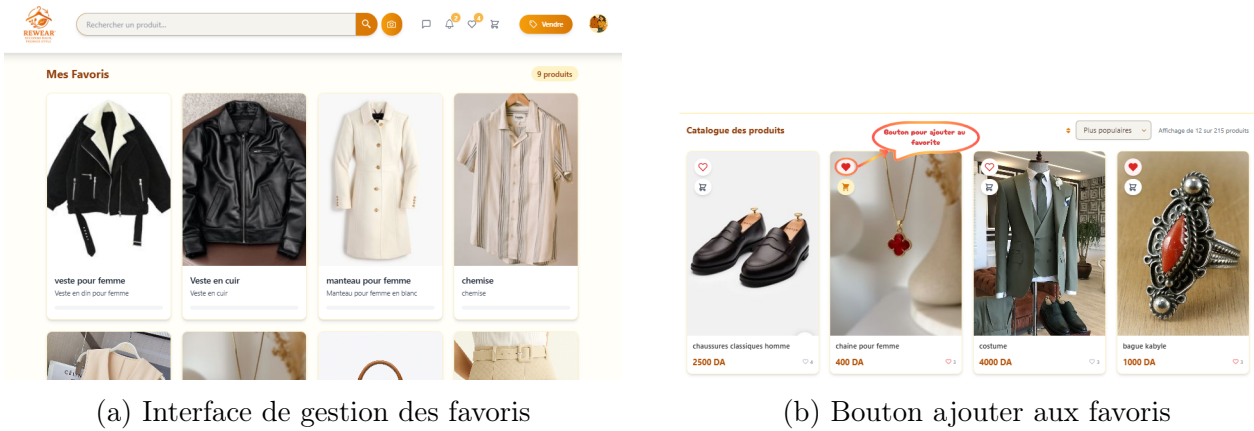 Rechercher un produit...
2
4
Vendre
REWEAR
Mes Favoris
9 produits
veste pour femme
Veste en din pour femme
Veste en cuir
Veste en cuir
manteau pour femme
Manteau pour femme en blanc
chemise
chemise
(a) Interface de gestion des favoris
Catalogue des produits
Bouton pour ajouter au
favorite
Plus populaires
Affichage de 12 sur 215 produits
chaussures classiques homme
2500 DA
chaine pour femme
400 DA
costume
4000 DA
bague kabyle
1000 DA
(b) Bouton ajouter aux favoris